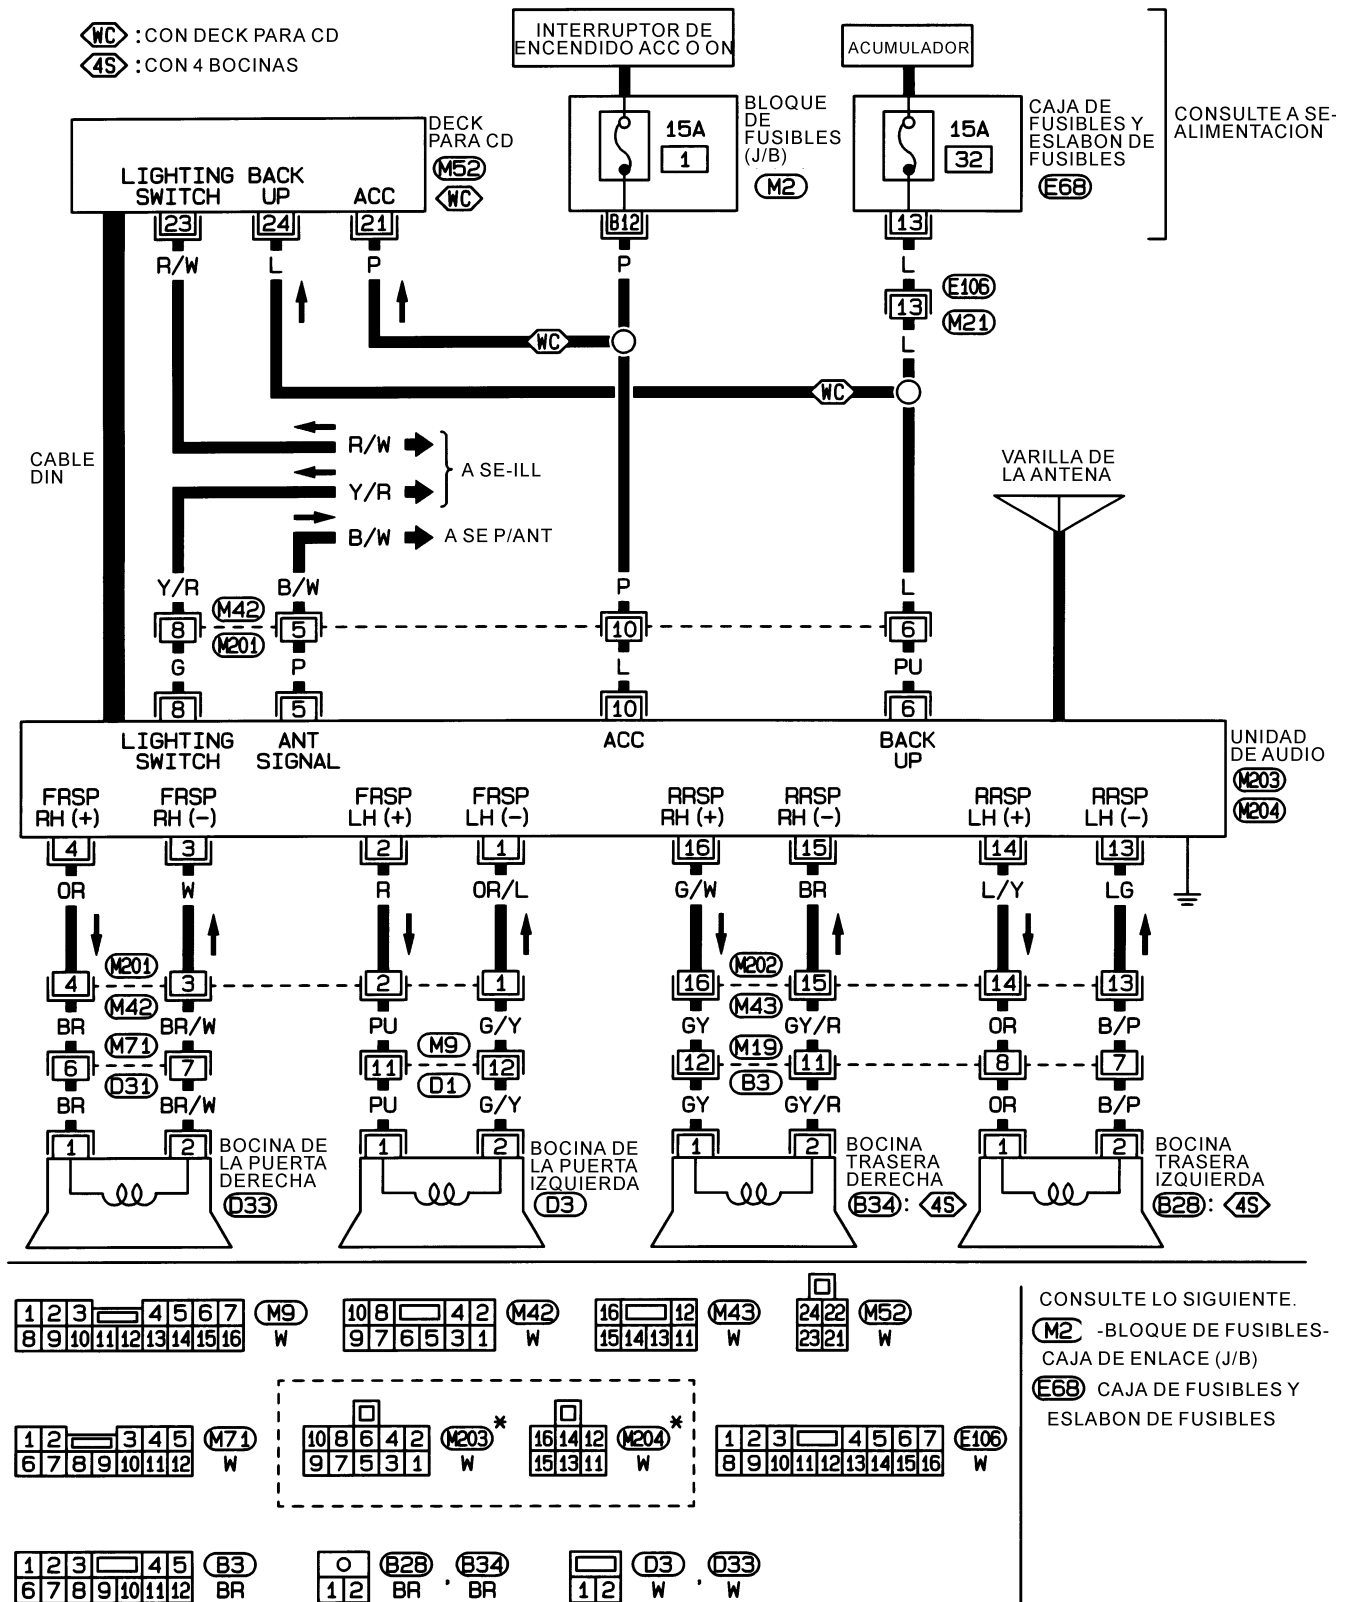 WC : CON DECK PARA CD
4S : CON 4 BOCINAS
INTERRUPTOR DE
ENCENDIDO ACC O ON
ACUMULADOR
DECK
PARA CD
M52
WC
LIGHTING
SWITCH
BACK
UP
ACC
23 24 21
R/W L P
15A
1
BLOQUE
DE
FUSIBLES
(J/B)
M2
B12
P
15A
32
CAJA DE
FUSIBLES Y
ESLABON DE
FUSIBLES
E68
CONSULTE A SE-
ALIMENTACION
13
L
13
E106
M21
L
WC
WC
CABLE
DIN
R/W
Y/R
A SE-ILL
B/W A SE P/ANT
VARILLA DE
LA ANTENA
Y/R B/W P L
8 M42 5 10 6
M201
G P L PU
8 5 10 6
LIGHTING
SWITCH
ANT
SIGNAL
ACC
BACK
UP
UNIDAD
DE AUDIO
M203
M204
FRSP
RH (+)
FRSP
RH (-)
FRSP
LH (+)
FRSP
LH (-)
RRSP
RH (+)
RRSP
RH (-)
RRSP
LH (+)
RRSP
LH (-)
4 3 2 1 16 15 14 13
OR W R OR/L G/W BR L/Y LG
M201 M202
4 3 2 1 16 15 14 13
M42 M43
BR BR/W PU G/Y GY GY/R OR B/P
M71 M9 M19
6 7 11 12 12 11 8 7
D31 D1 B3
BR BR/W PU G/Y GY GY/R OR B/P
1 2 1 2 1 2 1 2
BOCINA DE
LA PUERTA
DERECHA
D33
BOCINA DE
LA PUERTA
IZQUIERDA
D3
BOCINA
TRASERA
DERECHA
B34 : 4S
BOCINA
TRASERA
IZQUIERDA
B28 : 4S
1 2 3 4 5 6 7 M9
8 9 10 11 12 13 14 15 16 W
10 8 4 2 M42
9 7 6 5 3 1 W
16 12 M43
15 14 13 11 W
24 22 M52
23 21 W
CONSULTE LO SIGUIENTE.
M2 -BLOQUE DE FUSIBLES-
CAJA DE ENLACE (J/B)
E68 CAJA DE FUSIBLES Y
ESLABON DE FUSIBLES
1 2 3 4 5 M71
6 7 8 9 10 11 12 W
10 8 6 4 2 M203 *
9 7 5 3 1 W
16 14 12 M204 *
15 13 11 W
1 2 3 4 5 6 7 E106
8 9 10 11 12 13 14 15 16 W
1 2 3 4 5 B3
6 7 8 9 10 11 12 BR
B28 , B34
1 2 BR BR
D3 , D33
1 2 W W